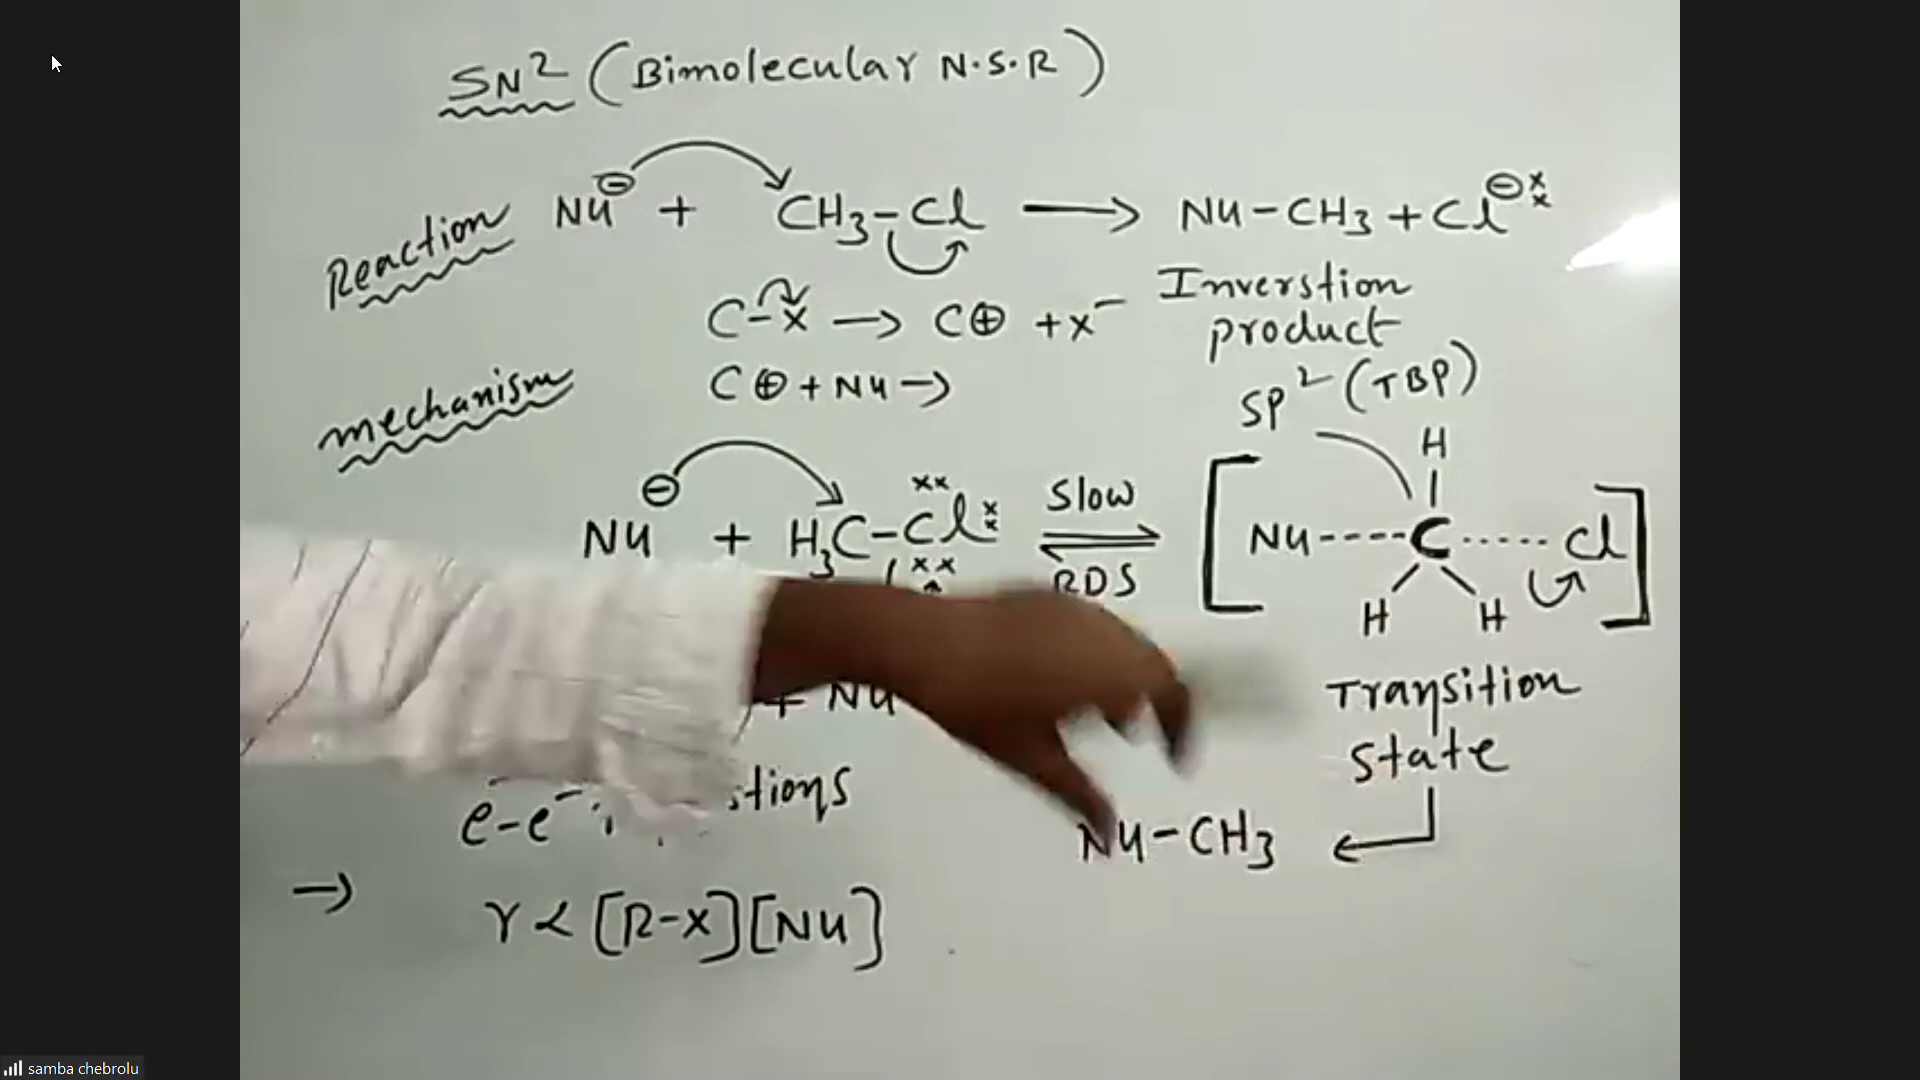 SN² (Bimolecular N.S.R)
Reaction Nu⊖ + CH₃-Cl → Nu-CH₃ + Cl⊖ ××
C-x → C⊕ + x⁻ Inverstion
product
mechanism C⊕ + Nu →
SP² (TBP)
H
⊖ ×× Slow
Nu + H₃C-Cl ×× ⇌ [Nu----C-----Cl]
×× RDS
H H
+ Nu Transition
state
e-e⁻
Nu-CH₃ ←
→ r ∝ [R-x][Nu]
samba chebrolu